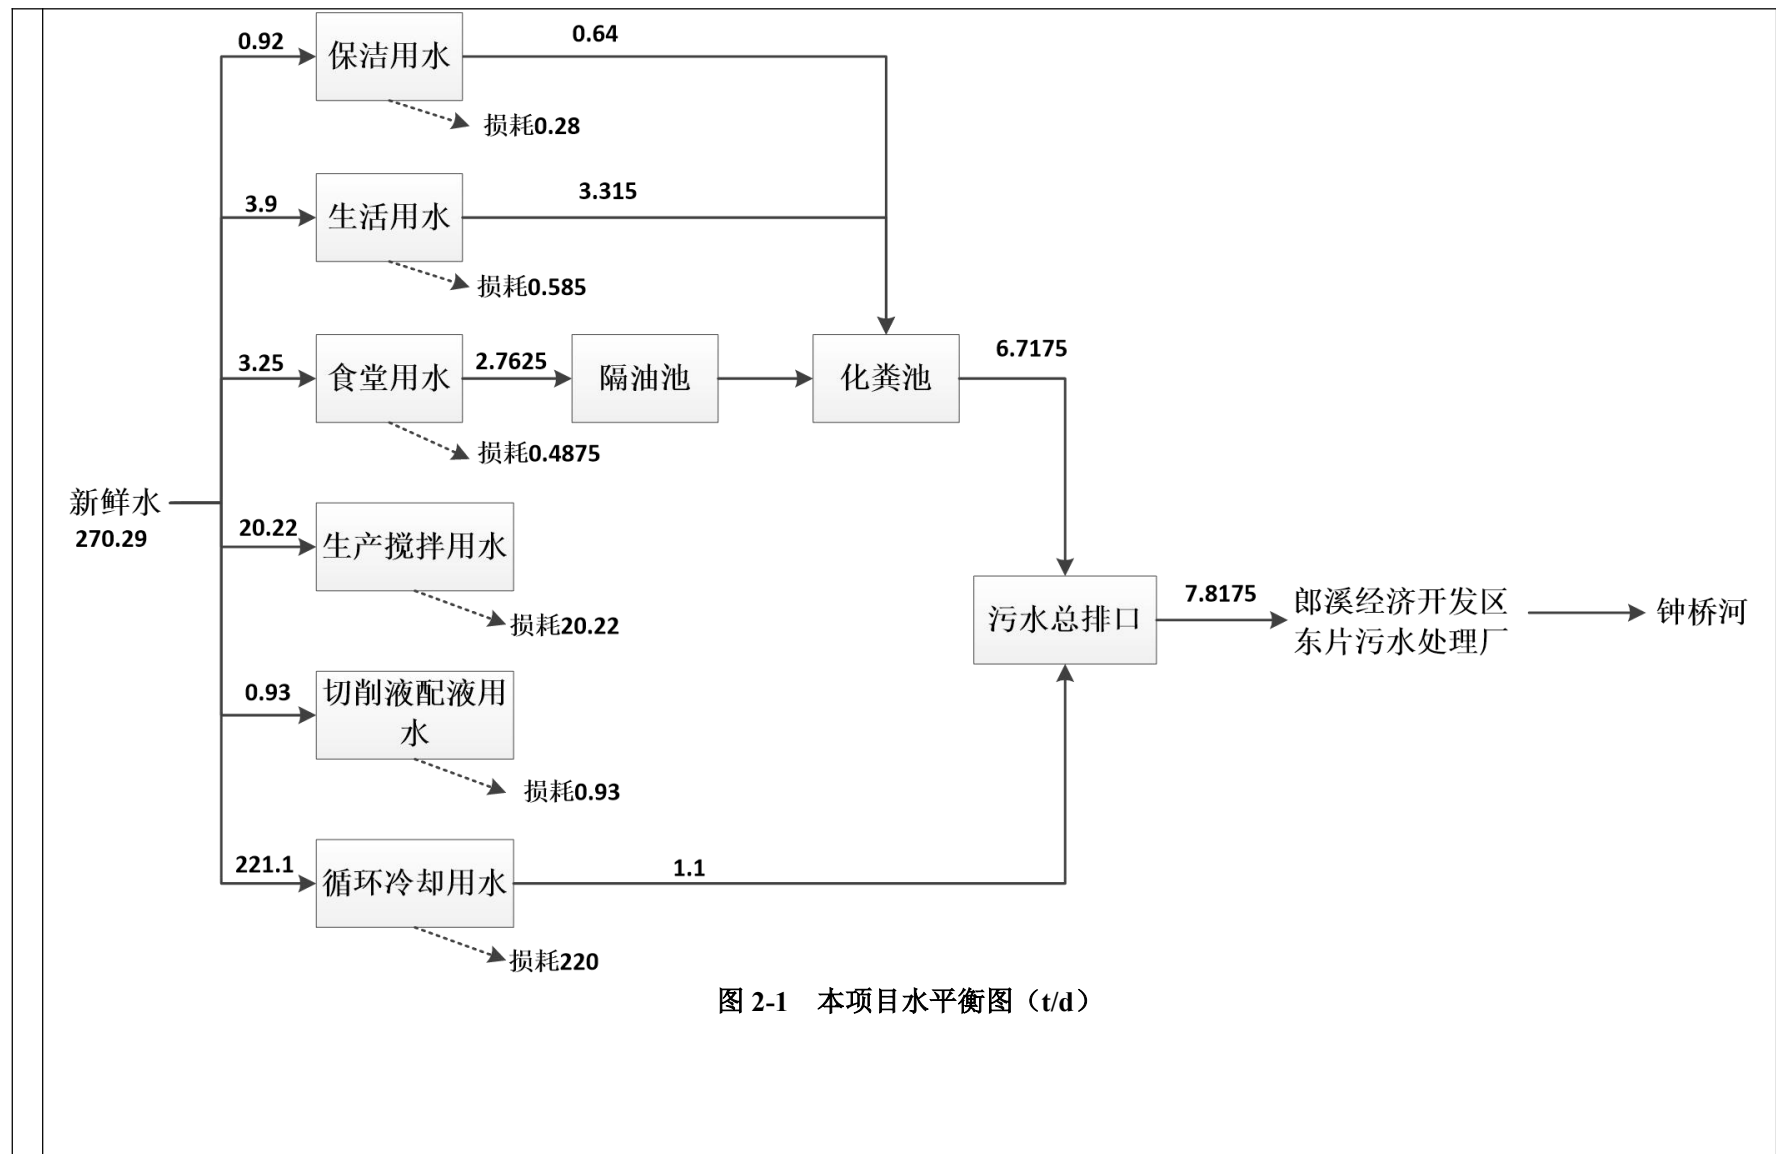 0.92
保洁用水
0.64
损耗0.28
3.9
生活用水
3.315
损耗0.585
3.25
食堂用水
2.7625
隔油池
化粪池
6.7175
损耗0.4875
新鲜水
270.29
20.22
生产搅拌用水
损耗20.22
污水总排口
7.8175
郎溪经济开发区
东片污水处理厂
钟桥河
0.93
切削液配液用
水
损耗0.93
221.1
循环冷却用水
1.1
损耗220
图 2-1 本项目水平衡图（t/d）